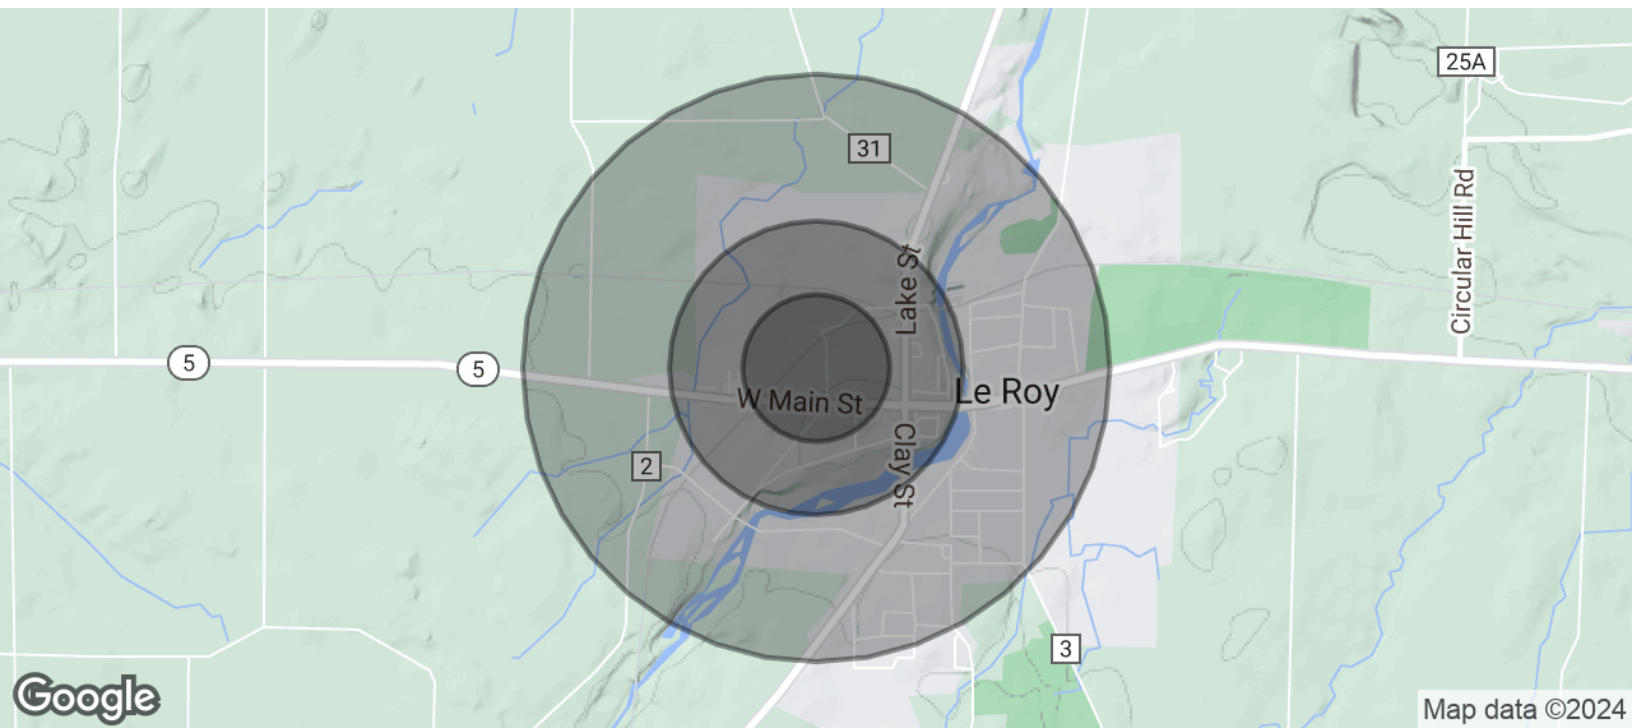 25A
31
Circular Hill Rd
Lake St
5
5
W Main St
Le Roy
Clay St
2
3
Google
Map data ©2024